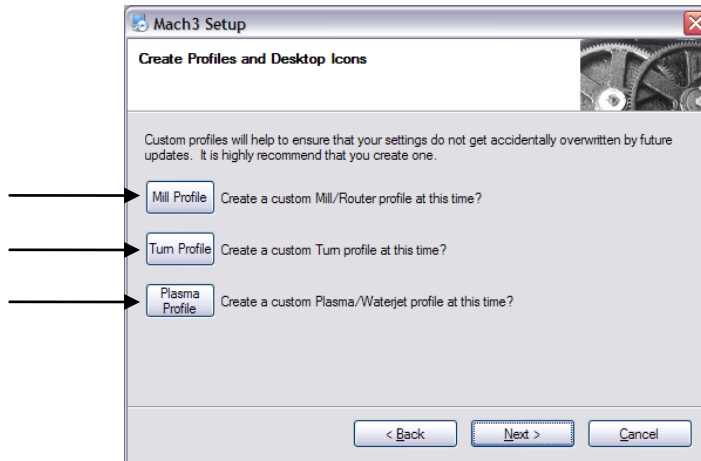 Mach3 Setup
Create Profiles and Desktop Icons
Custom profiles will help to ensure that your settings do not get accidentally overwritten by future
updates. It is highly recommend that you create one.
Mill Profile Create a custom Mill/Router profile at this time?
Turn Profile Create a custom Turn profile at this time?
Plasma
Profile Create a custom Plasma/Waterjet profile at this time?
< Back Next > Cancel